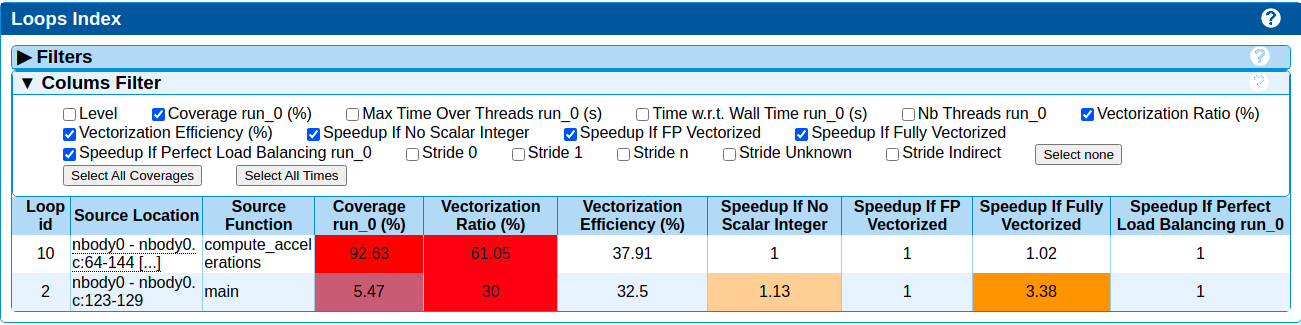 Loops Index ?
▶ Filters ?
▼ Colums Filter ?
Level Coverage run_0 (%) Max Time Over Threads run_0 (s) Time w.r.t. Wall Time run_0 (s) Nb Threads run_0 Vectorization Ratio (%)
Vectorization Efficiency (%) Speedup If No Scalar Integer Speedup If FP Vectorized Speedup If Fully Vectorized
Speedup If Perfect Load Balancing run_0 Stride 0 Stride 1 Stride n Stride Unknown Stride Indirect Select none
Select All Coverages Select All Times
Loop
id
Source Location
Source
Function
Coverage
run_0 (%)
Vectorization
Ratio (%)
Vectorization
Efficiency (%)
Speedup If No
Scalar Integer
Speedup If FP
Vectorized
Speedup If Fully
Vectorized
Speedup If Perfect
Load Balancing run_0
10
nbody0 - nbody0.
c:64-144 [...]
compute_accel
erations
92.63
61.05
37.91
1
1
1.02
1
2
nbody0 - nbody0.
c:123-129
main
5.47
30
32.5
1.13
1
3.38
1